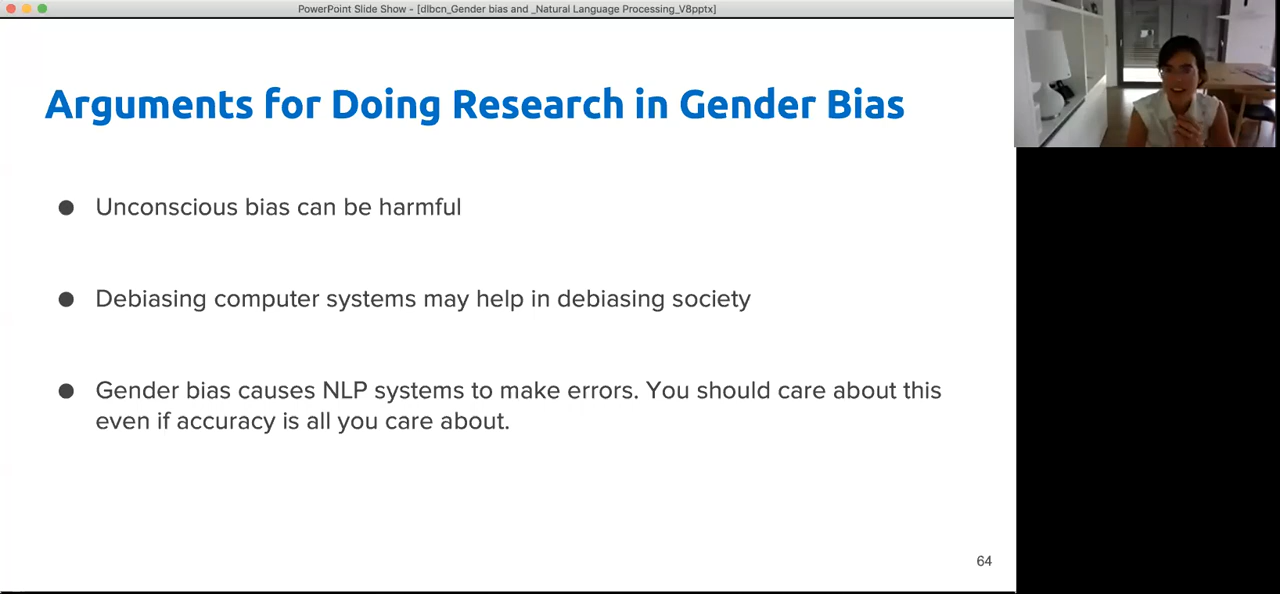 PowerPoint Slide Show - [dlbcn_Gender bias and _Natural Language Processing_V8pptx]
Arguments for Doing Research in Gender Bias
● Unconscious bias can be harmful
● Debiasing computer systems may help in debiasing society
● Gender bias causes NLP systems to make errors. You should care about this
even if accuracy is all you care about.
64